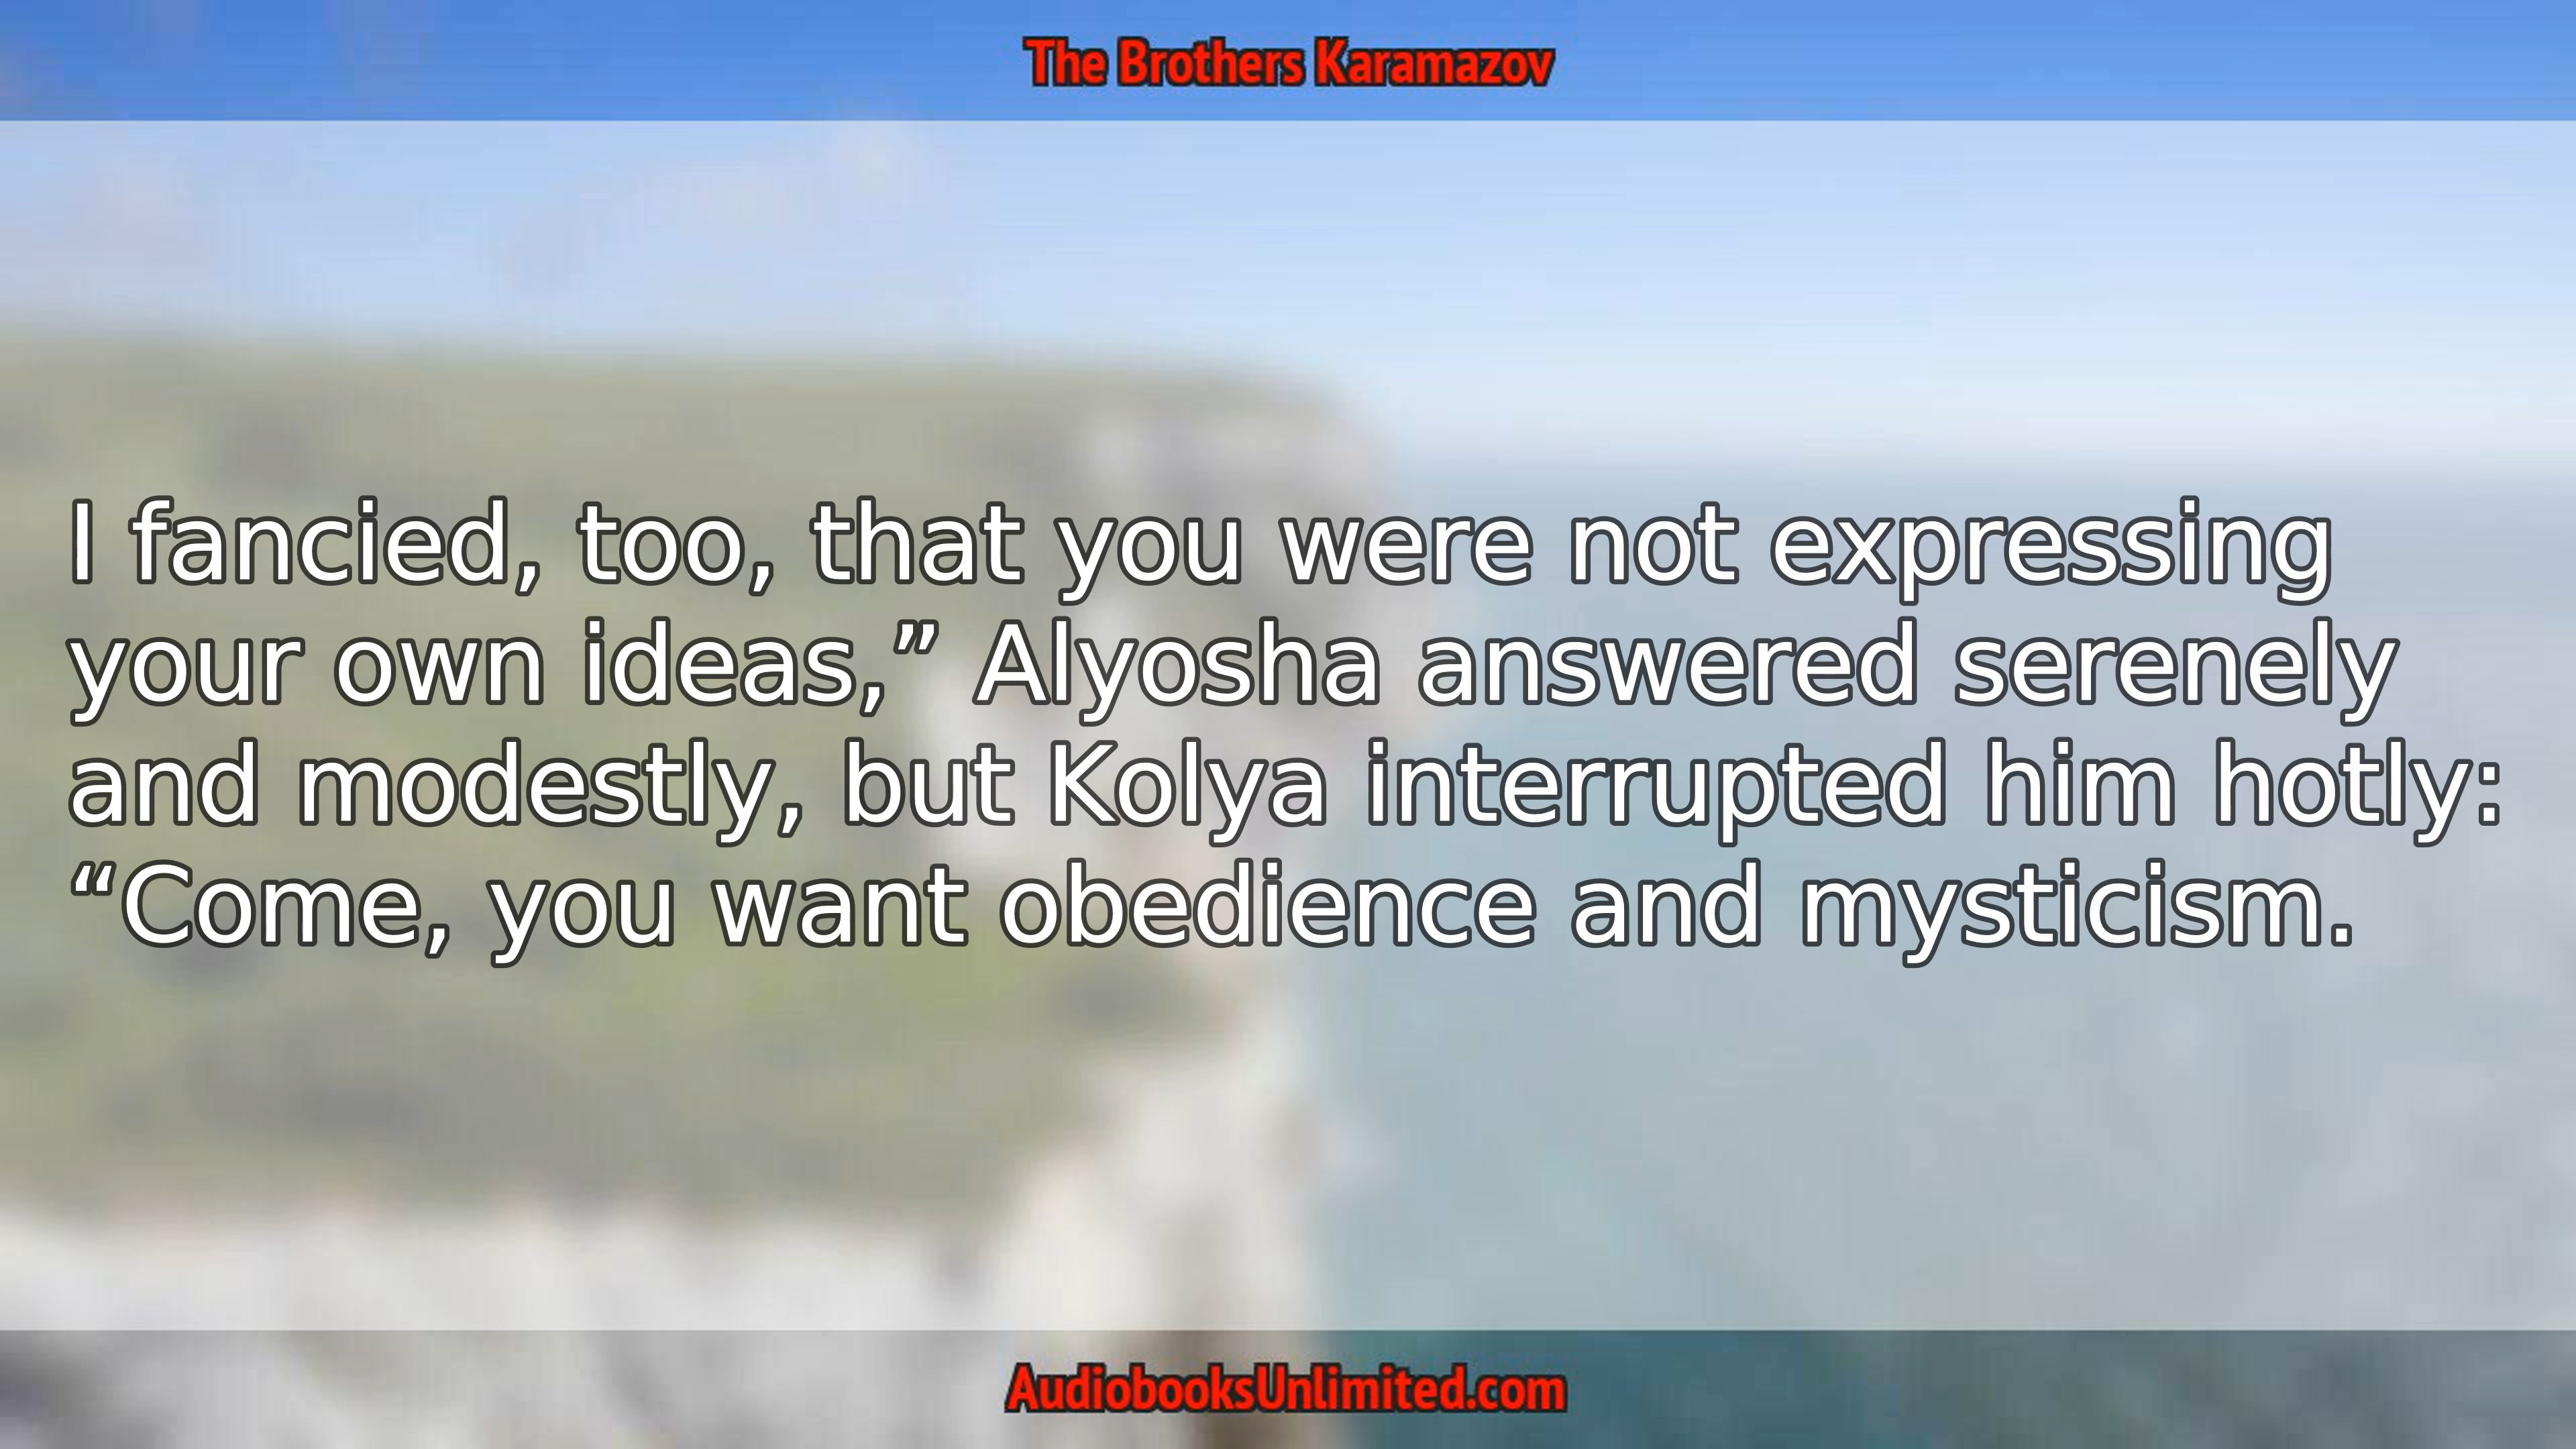 The Brothers Karamazov
I fancied, too, that you were not expressing
your own ideas,” Alyosha answered serenely
and modestly, but Kolya interrupted him hotly:
“Come, you want obedience and mysticism.
AudiobooksUnlimited.com